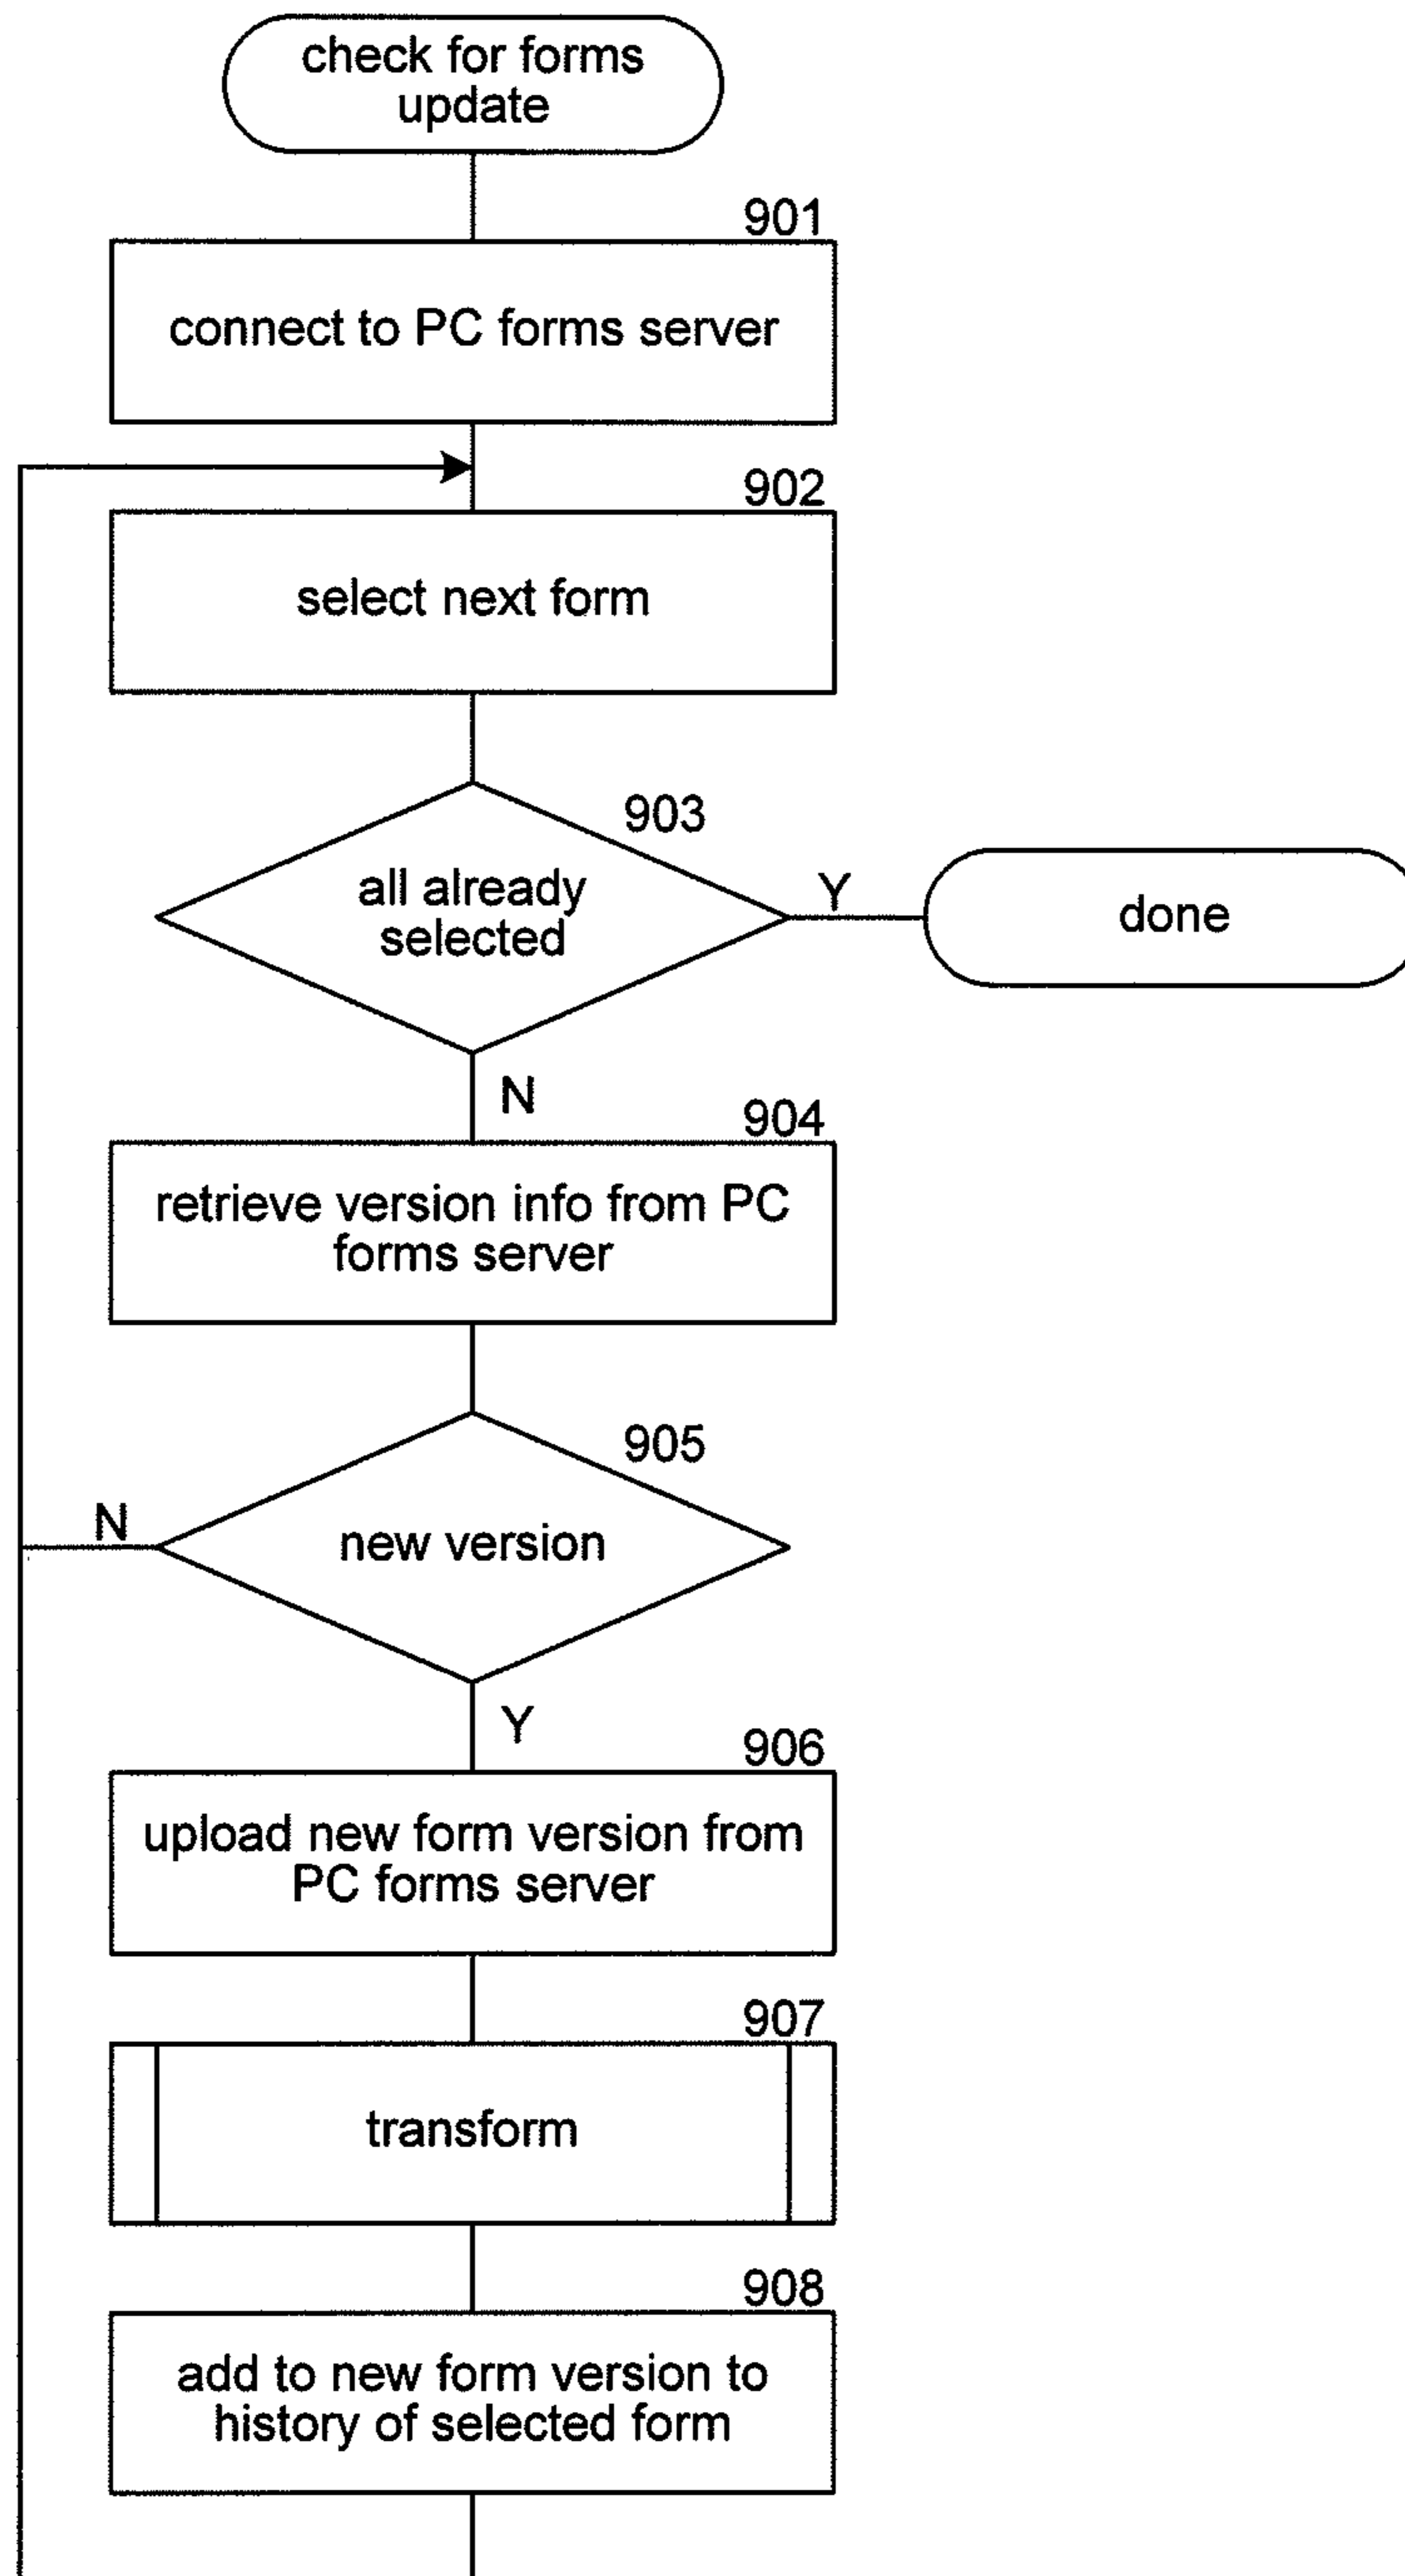 check for forms
update
901
connect to PC forms server
902
select next form
903
all already
selected
Y
done
N
904
retrieve version info from PC
forms server
905
N
new version
Y
906
upload new form version from
PC forms server
907
transform
908
add to new form version to
history of selected form